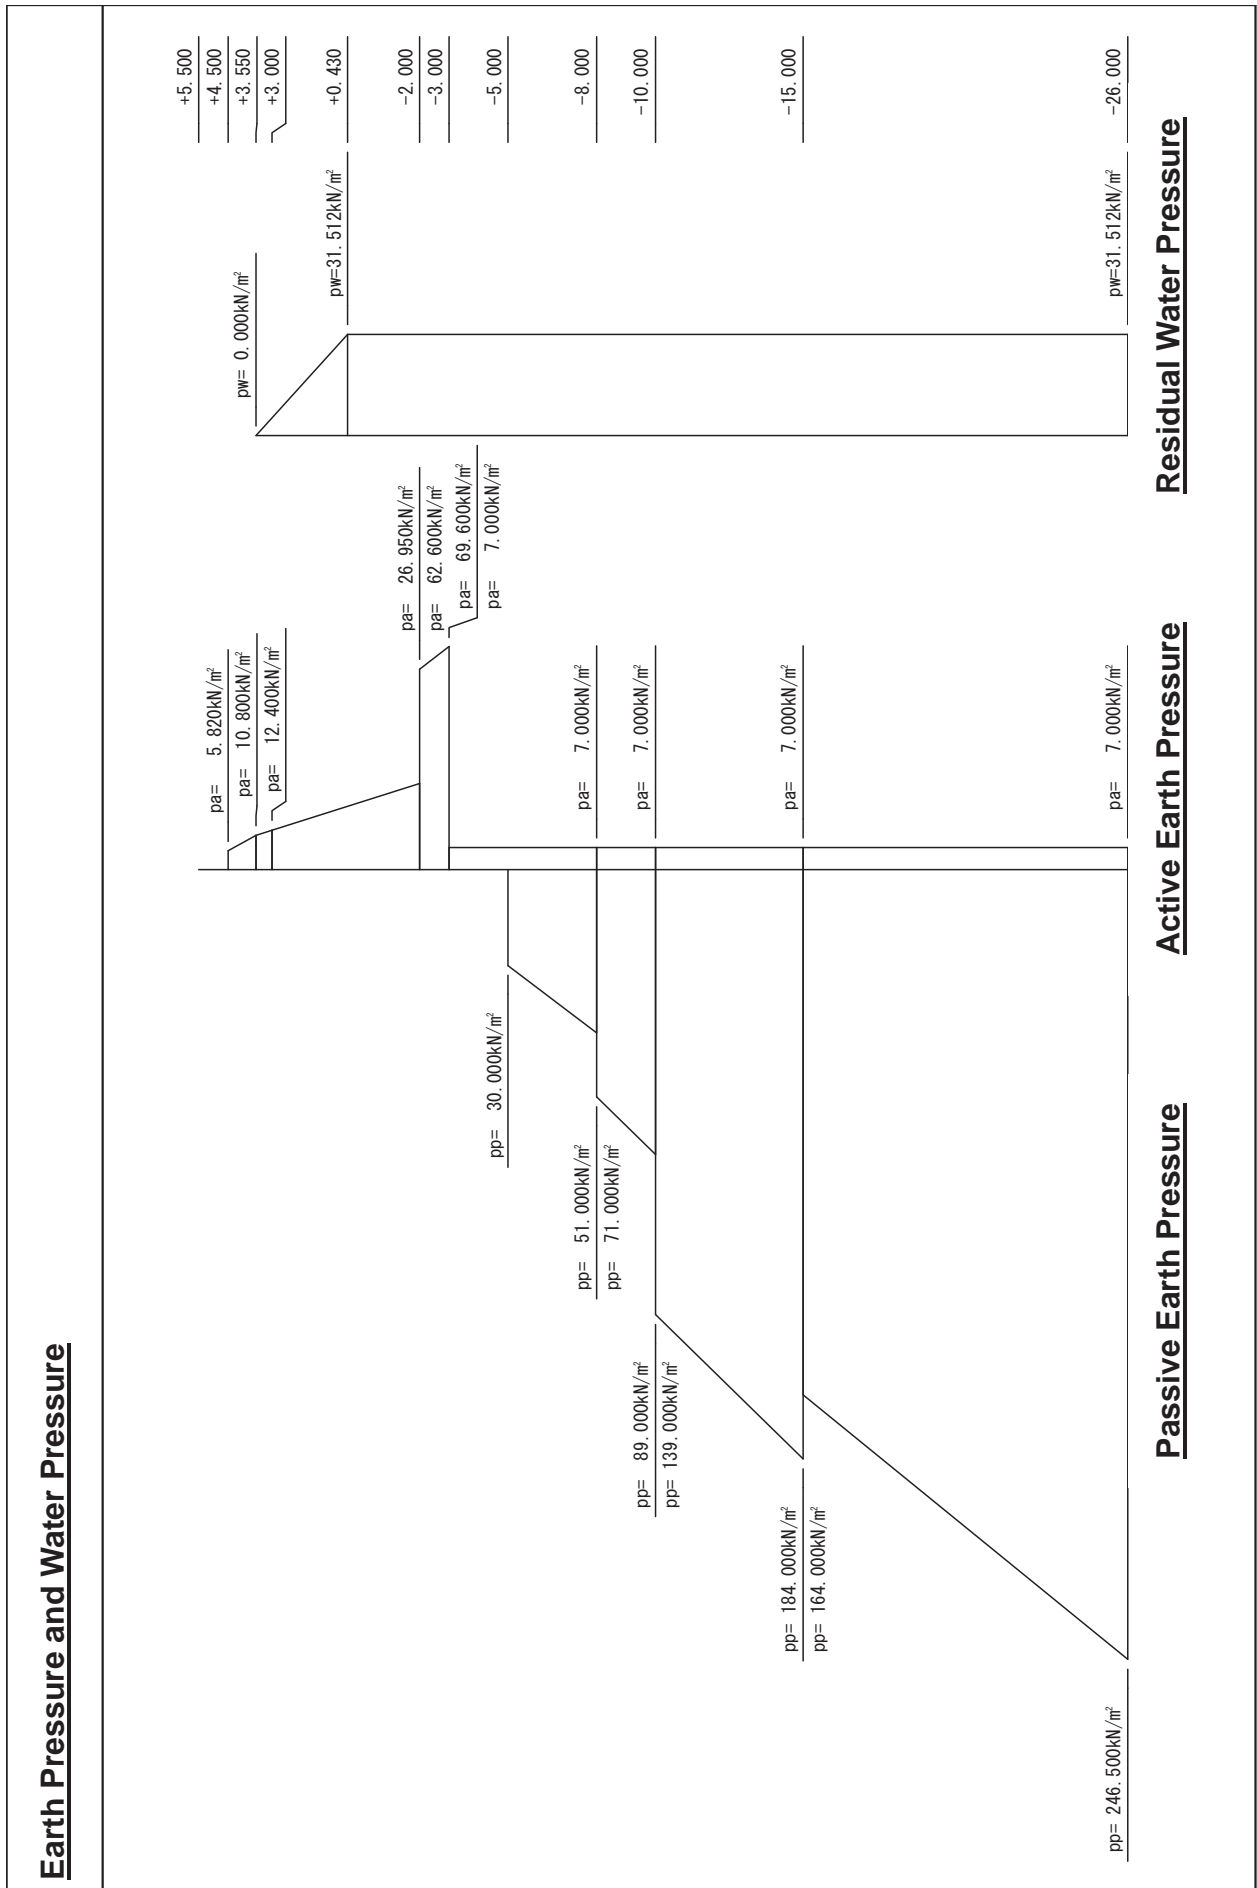 Earth Pressure and Water Pressure
+5.500
+4.500
+3.550
+3.000
+0.430
-2.000
-3.000
-5.000
-8.000
-10.000
-15.000
-26.000
pw= 0.000kN/m²
pw=31.512kN/m²
pw=31.512kN/m²
Residual Water Pressure
pa= 5.820kN/m²
pa= 10.800kN/m²
pa= 12.400kN/m²
pa= 26.950kN/m²
pa= 62.600kN/m²
pa= 69.600kN/m²
pa= 7.000kN/m²
pa= 7.000kN/m²
pa= 7.000kN/m²
pa= 7.000kN/m²
pa= 7.000kN/m²
Active Earth Pressure
pp= 30.000kN/m²
pp= 51.000kN/m²
pp= 71.000kN/m²
pp= 89.000kN/m²
pp= 139.000kN/m²
pp= 184.000kN/m²
pp= 164.000kN/m²
pp= 246.500kN/m²
Passive Earth Pressure